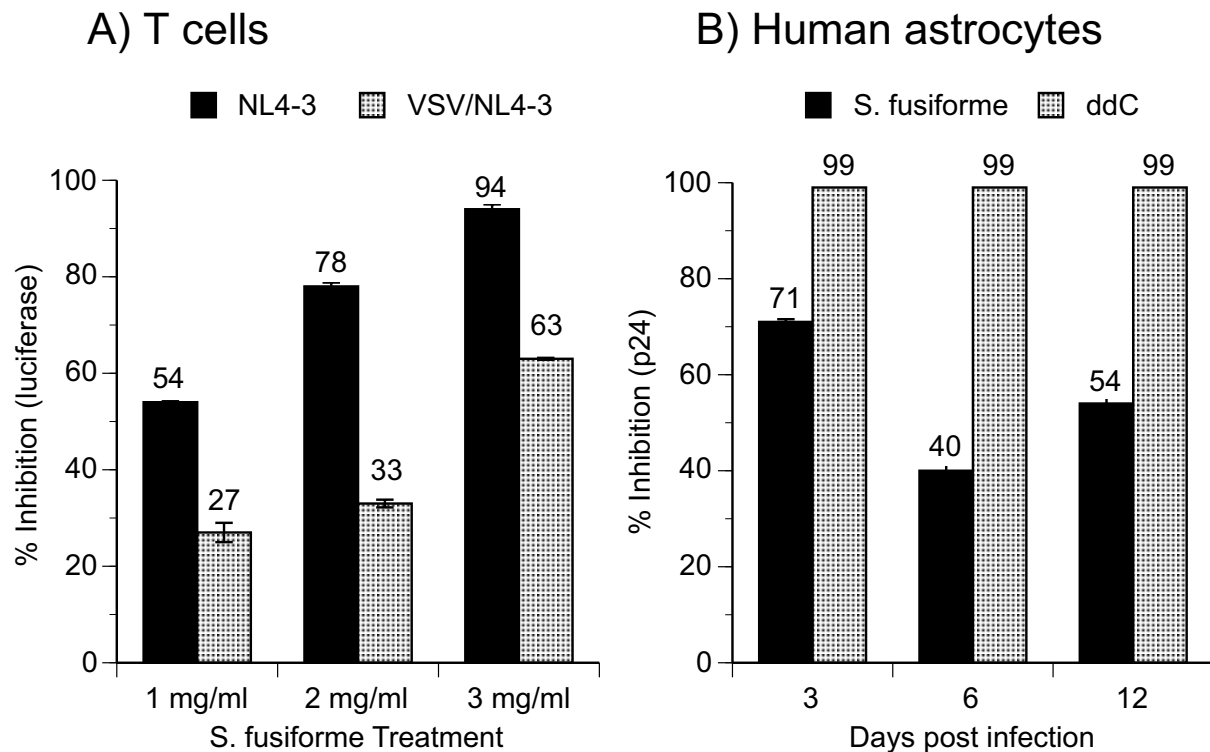 A) T cells
NL4-3 VSV/NL4-3
% Inhibition (luciferase)
100
80
60
40
20
0
54
27
78
33
94
63
1 mg/ml 2 mg/ml 3 mg/ml
S. fusiforme Treatment
B) Human astrocytes
S. fusiforme ddC
% Inhibition (p24)
100
80
60
40
20
0
71
99
40
99
54
99
3 6 12
Days post infection